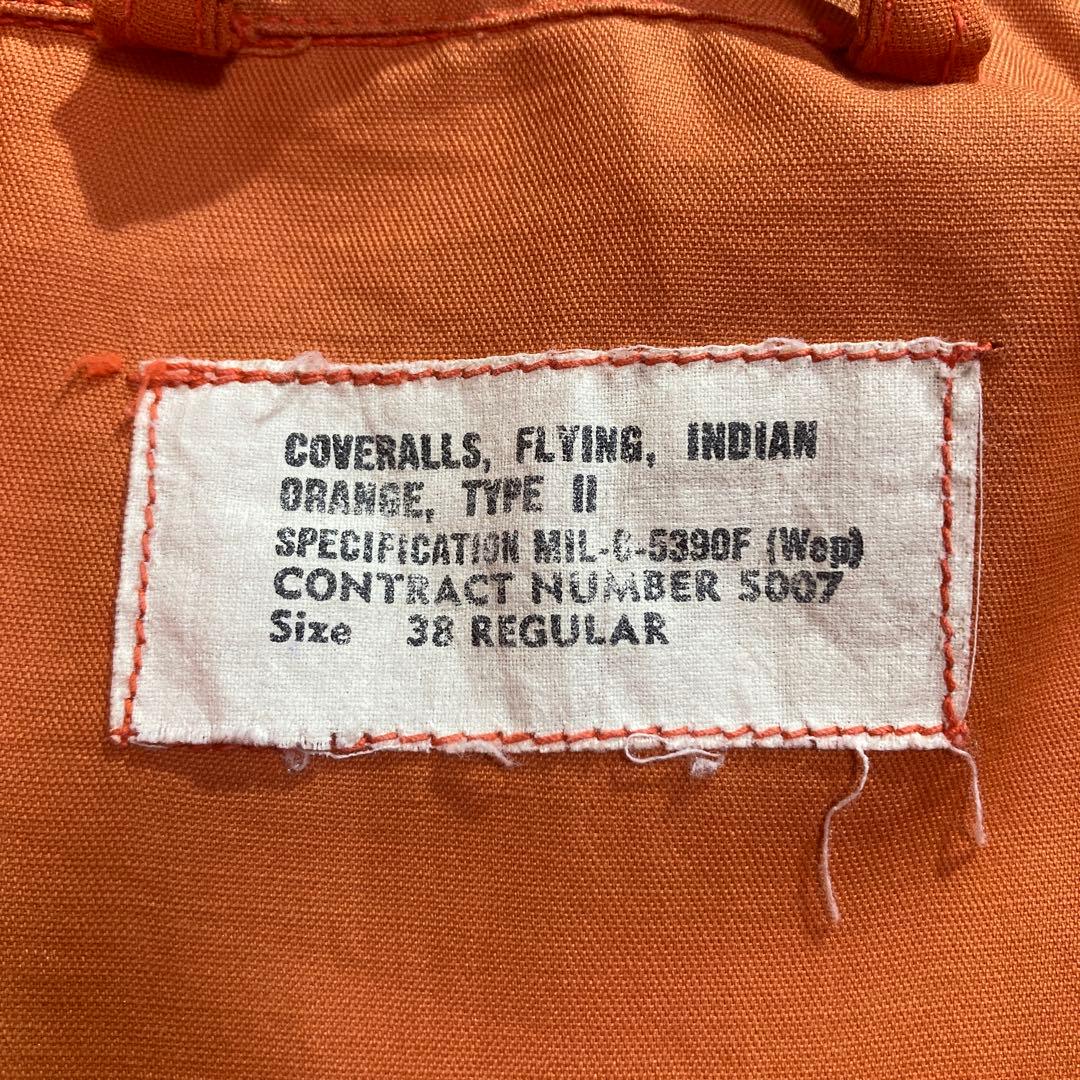 COVERALLS, FLYING, INDIAN
ORANGE, TYPE II
SPECIFICATION MIL-C-5390F (Wep)
CONTRACT NUMBER 5007
Size 38 REGULAR